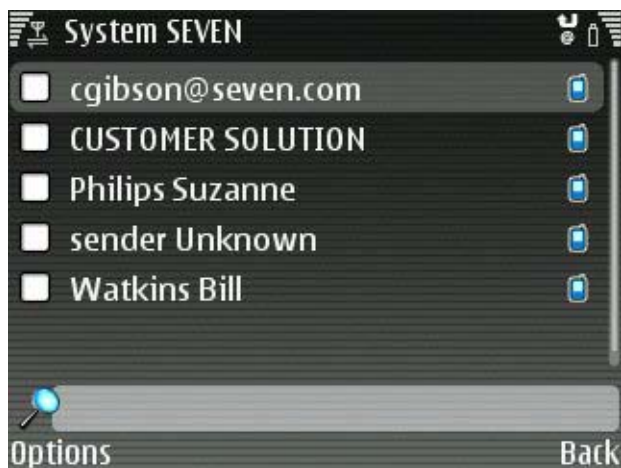 System SEVEN
cgibson@seven.com
CUSTOMER SOLUTION
Philips Suzanne
sender Unknown
Watkins Bill
Options Back